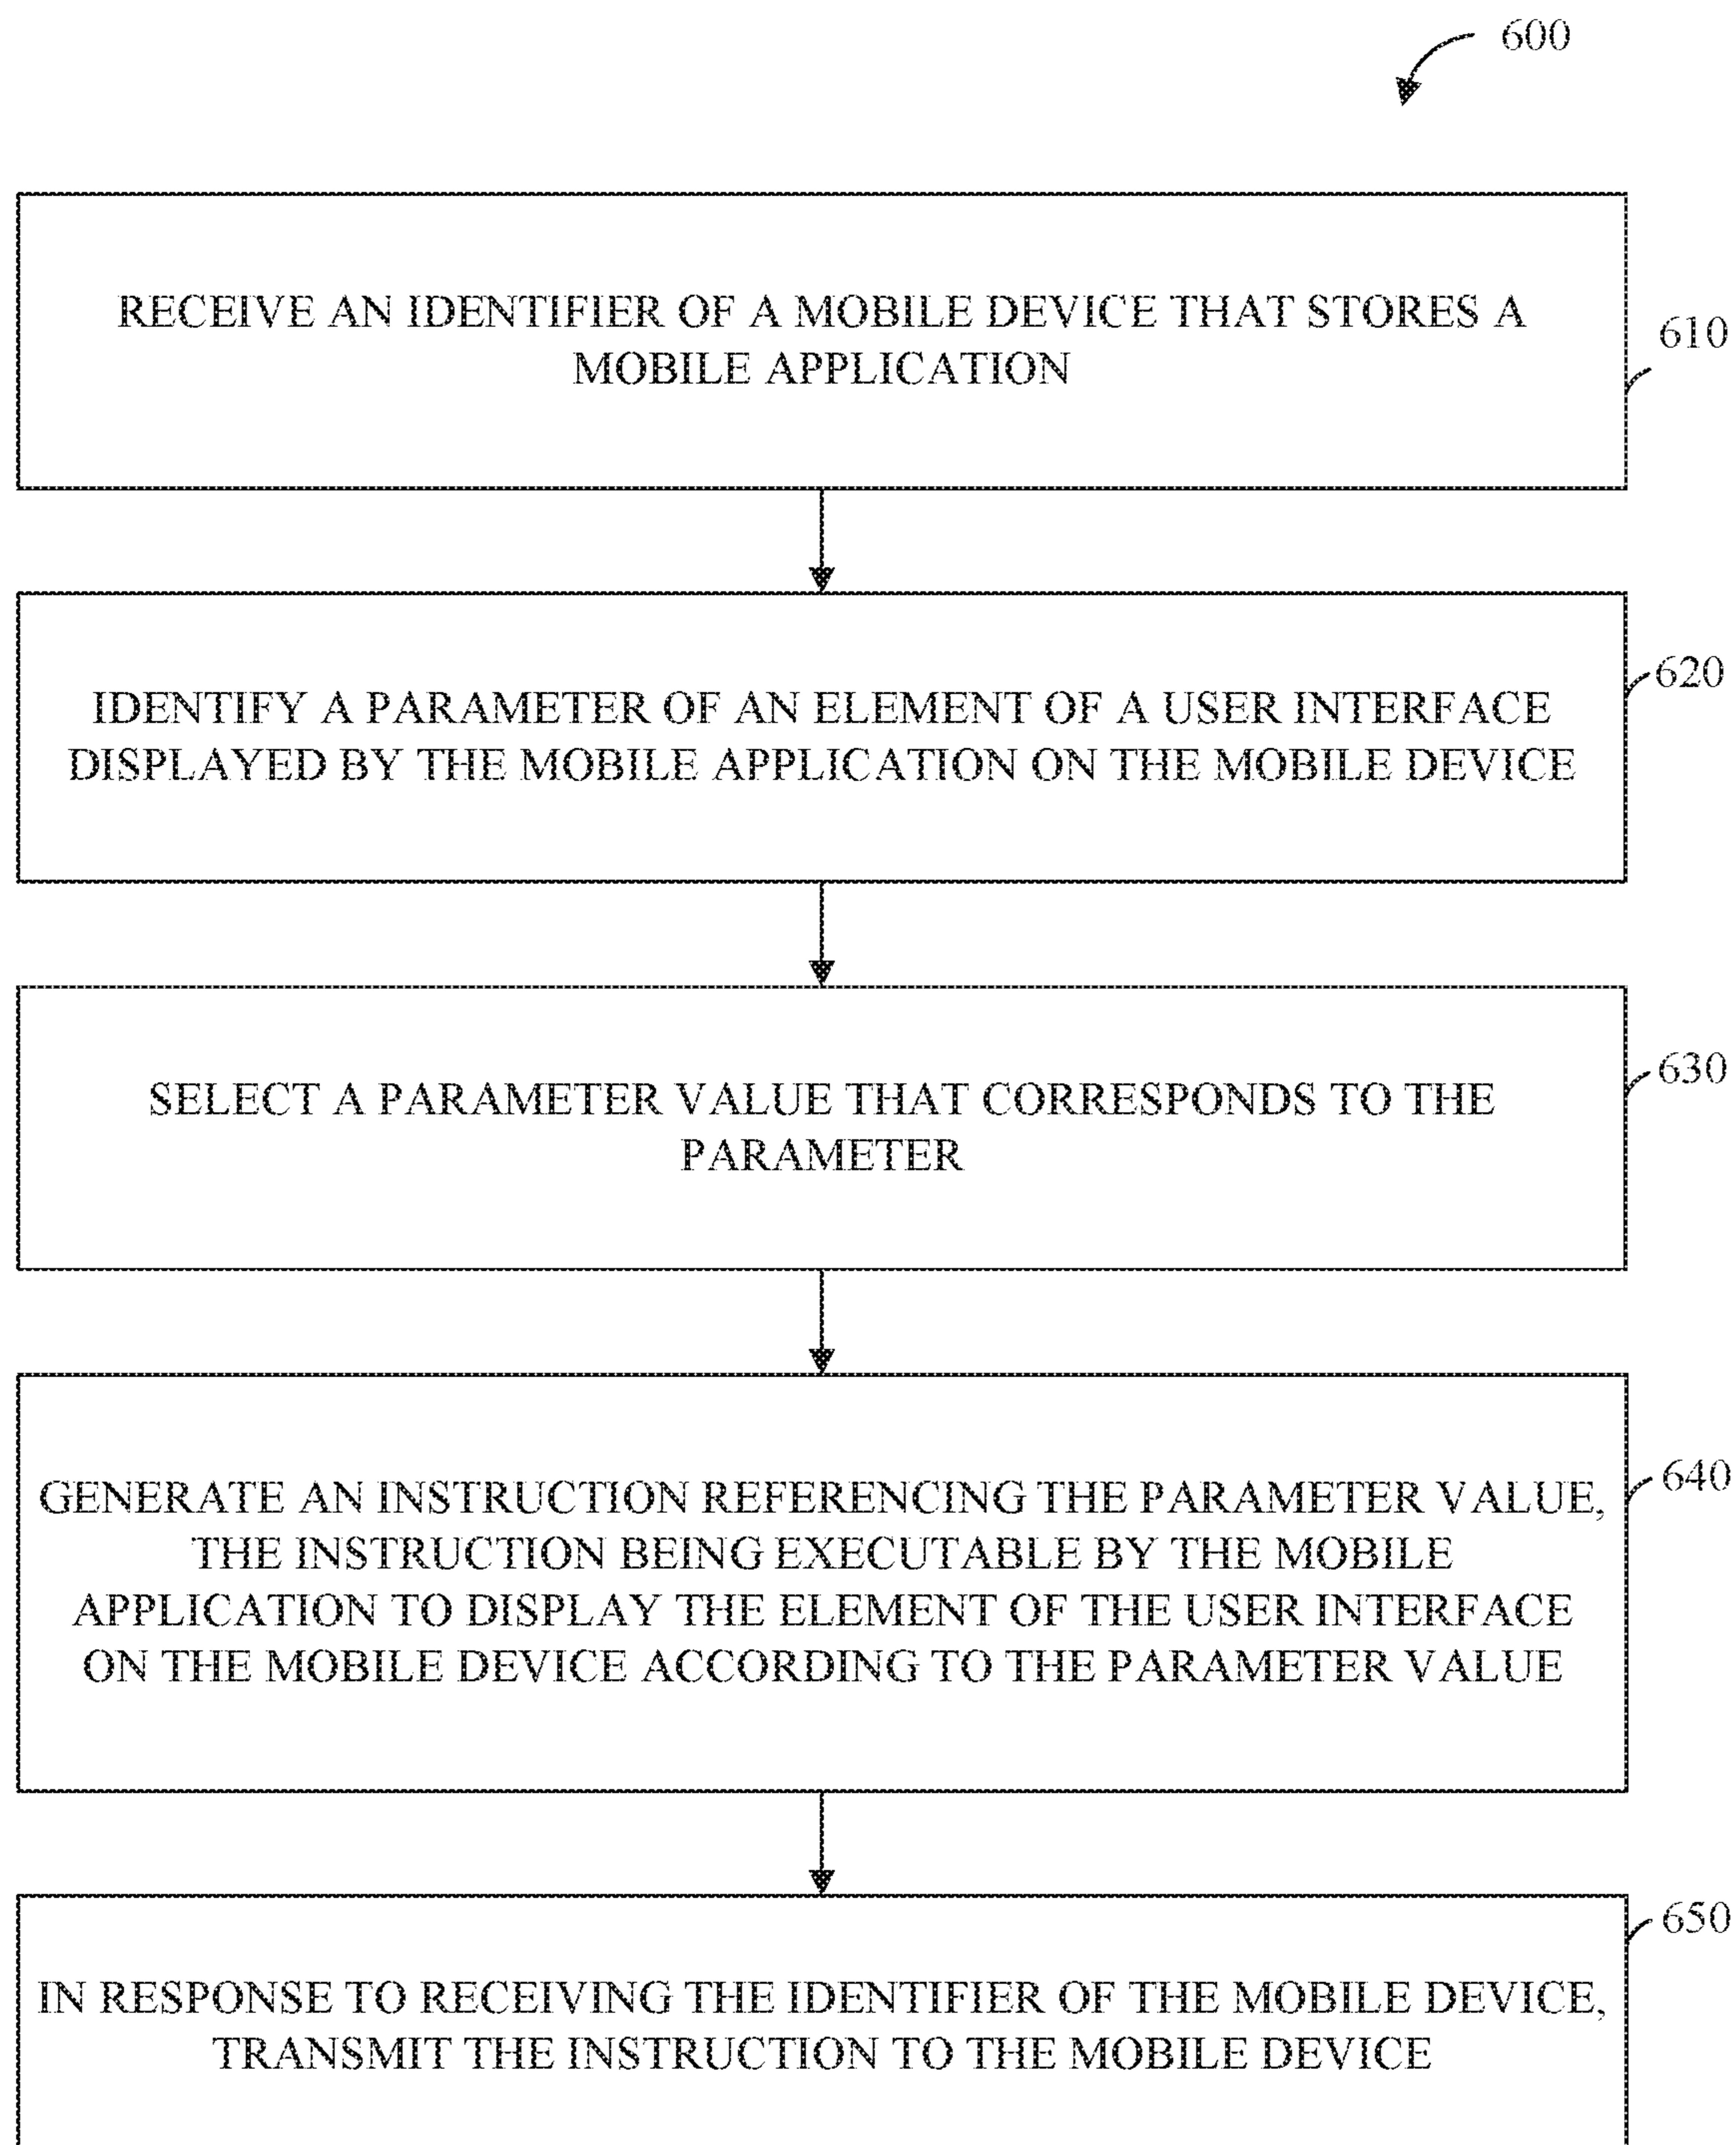 600
RECEIVE AN IDENTIFIER OF A MOBILE DEVICE THAT STORES A
MOBILE APPLICATION
610
IDENTIFY A PARAMETER OF AN ELEMENT OF A USER INTERFACE
DISPLAYED BY THE MOBILE APPLICATION ON THE MOBILE DEVICE
620
SELECT A PARAMETER VALUE THAT CORRESPONDS TO THE
PARAMETER
630
GENERATE AN INSTRUCTION REFERENCING THE PARAMETER VALUE,
THE INSTRUCTION BEING EXECUTABLE BY THE MOBILE
APPLICATION TO DISPLAY THE ELEMENT OF THE USER INTERFACE
ON THE MOBILE DEVICE ACCORDING TO THE PARAMETER VALUE
640
IN RESPONSE TO RECEIVING THE IDENTIFIER OF THE MOBILE DEVICE,
TRANSMIT THE INSTRUCTION TO THE MOBILE DEVICE
650